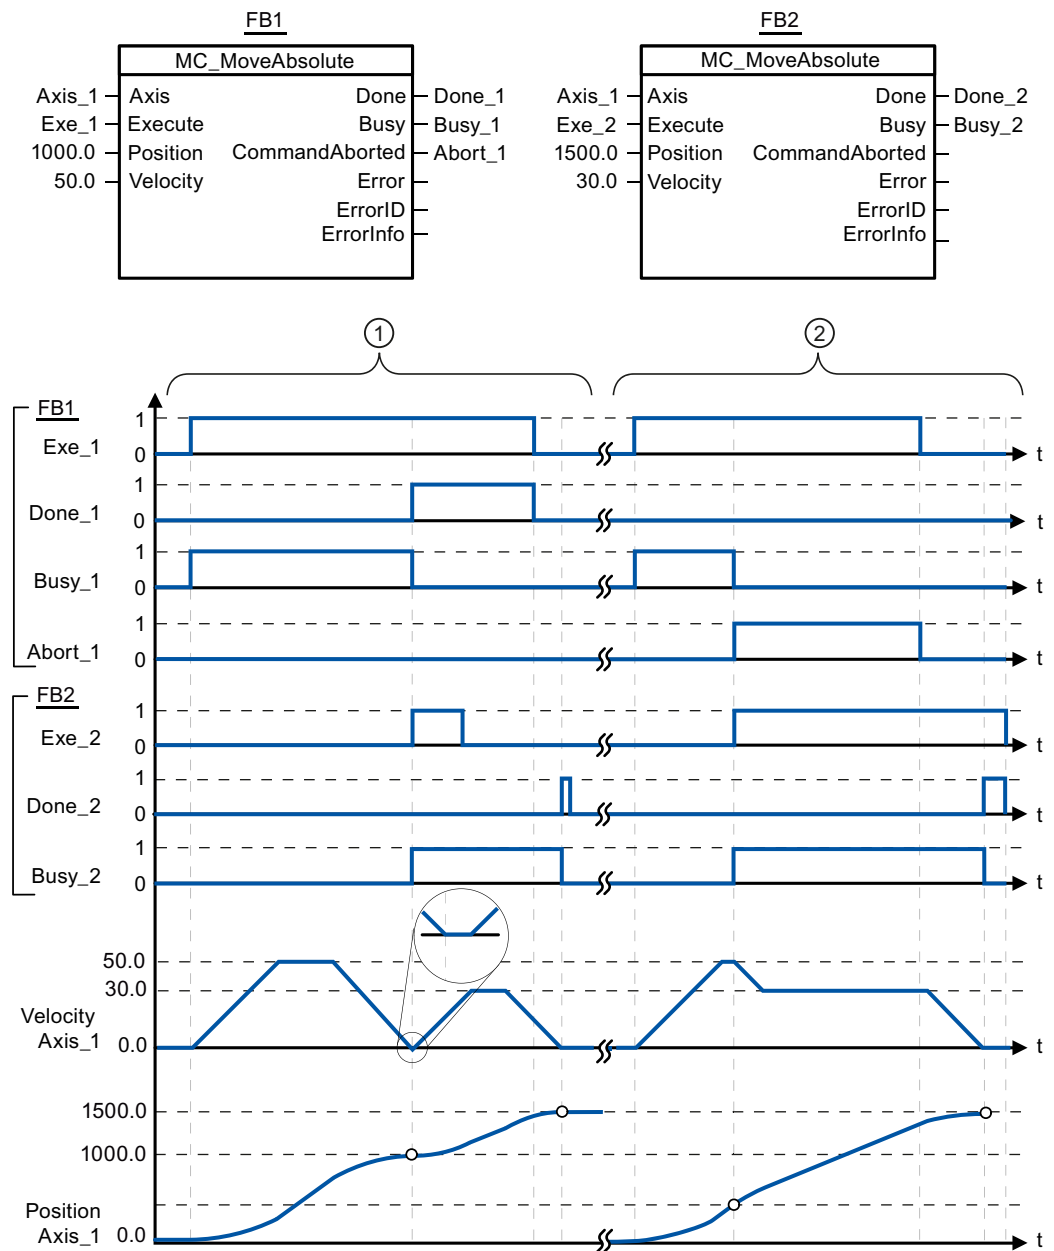 FB1
FB2
MC_MoveAbsolute
MC_MoveAbsolute
Axis_1 Axis Done Done_1
Exe_1 Execute Busy Busy_1
1000.0 Position CommandAborted Abort_1
50.0 Velocity Error
ErrorID
ErrorInfo
Axis_1 Axis Done Done_2
Exe_2 Execute Busy Busy_2
1500.0 Position CommandAborted
30.0 Velocity Error
ErrorID
ErrorInfo
1
2
FB1
1
Exe_1
0
t
1
Done_1
0
t
1
Busy_1
0
t
1
Abort_1
0
t
FB2
1
Exe_2
0
t
1
Done_2
0
t
1
Busy_2
0
t
50.0
30.0
Velocity
Axis_1 0.0
t
1500.0
1000.0
Position
Axis_1 0.0
t